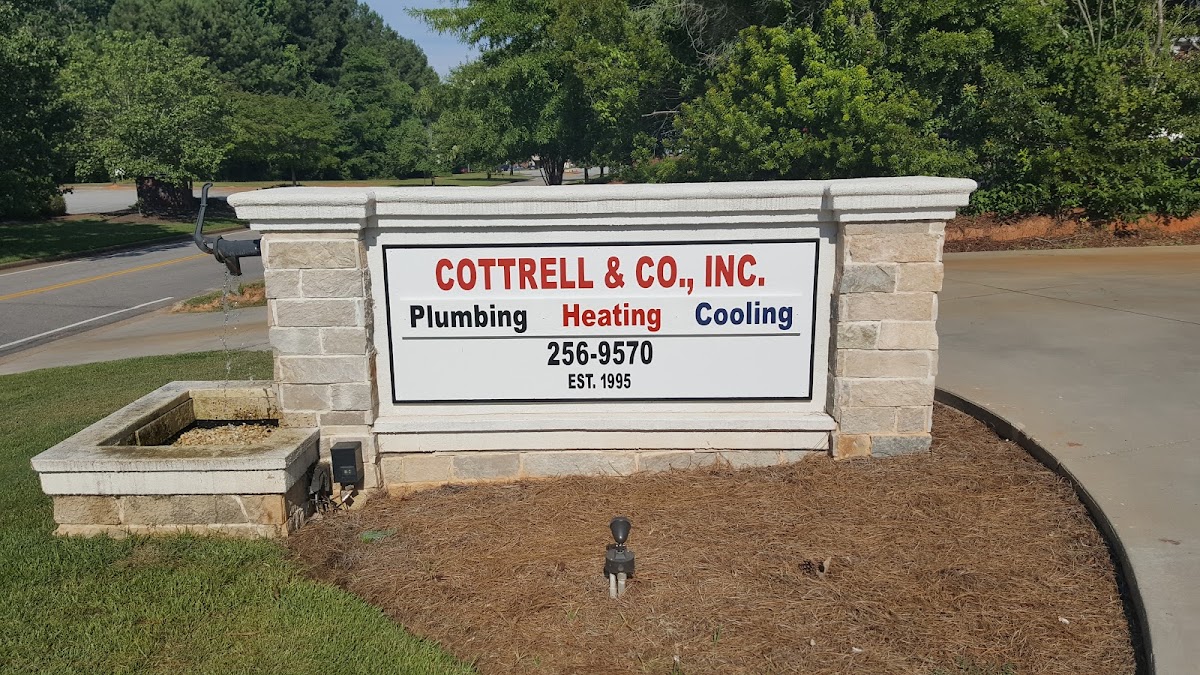 COTTRELL & CO., INC.
Plumbing Heating Cooling
256-9570
EST. 1995